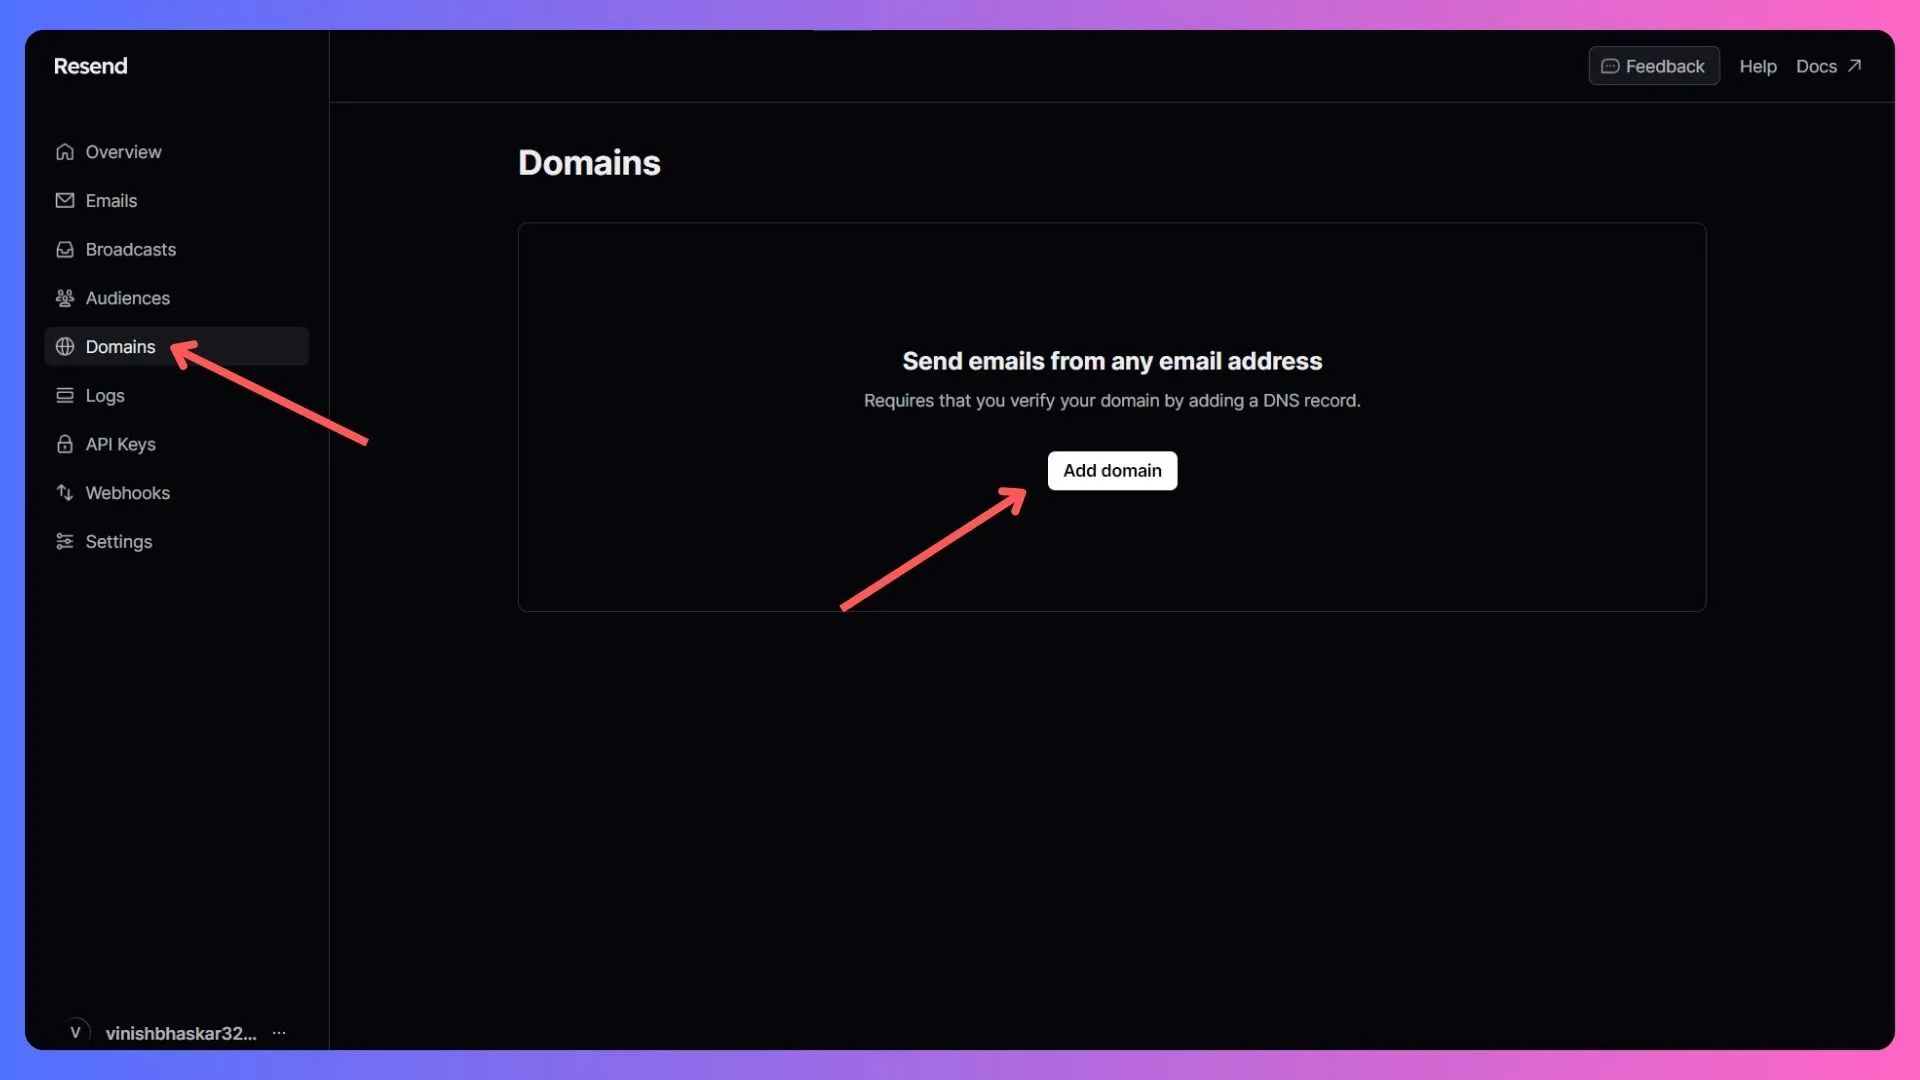 Resend
Feedback
Help
Docs
Overview
Emails
Broadcasts
Audiences
Domains
Logs
API Keys
Webhooks
Settings
Domains
Send emails from any email address
Requires that you verify your domain by adding a DNS record.
Add domain
V
vinishbhaskar32...